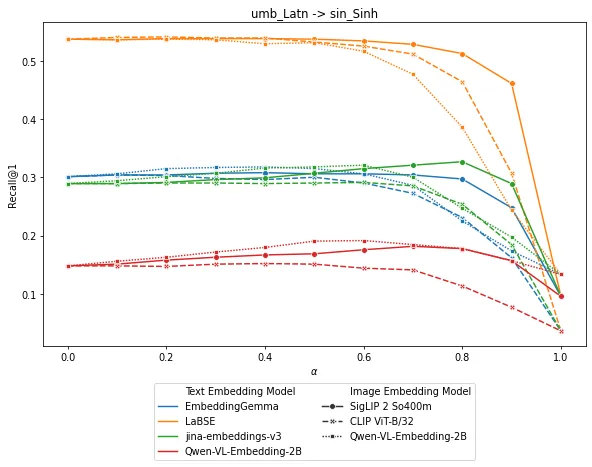 umb_Latn -> sin_Sinh
Recall@1
0.5
0.4
0.3
0.2
0.1
0.0
0.2
0.4
0.6
0.8
1.0
α
Text Embedding Model
EmbeddingGemma
LaBSE
jina-embeddings-v3
Qwen-VL-Embedding-2B
Image Embedding Model
SigLIP 2 So400m
CLIP ViT-B/32
Qwen-VL-Embedding-2B